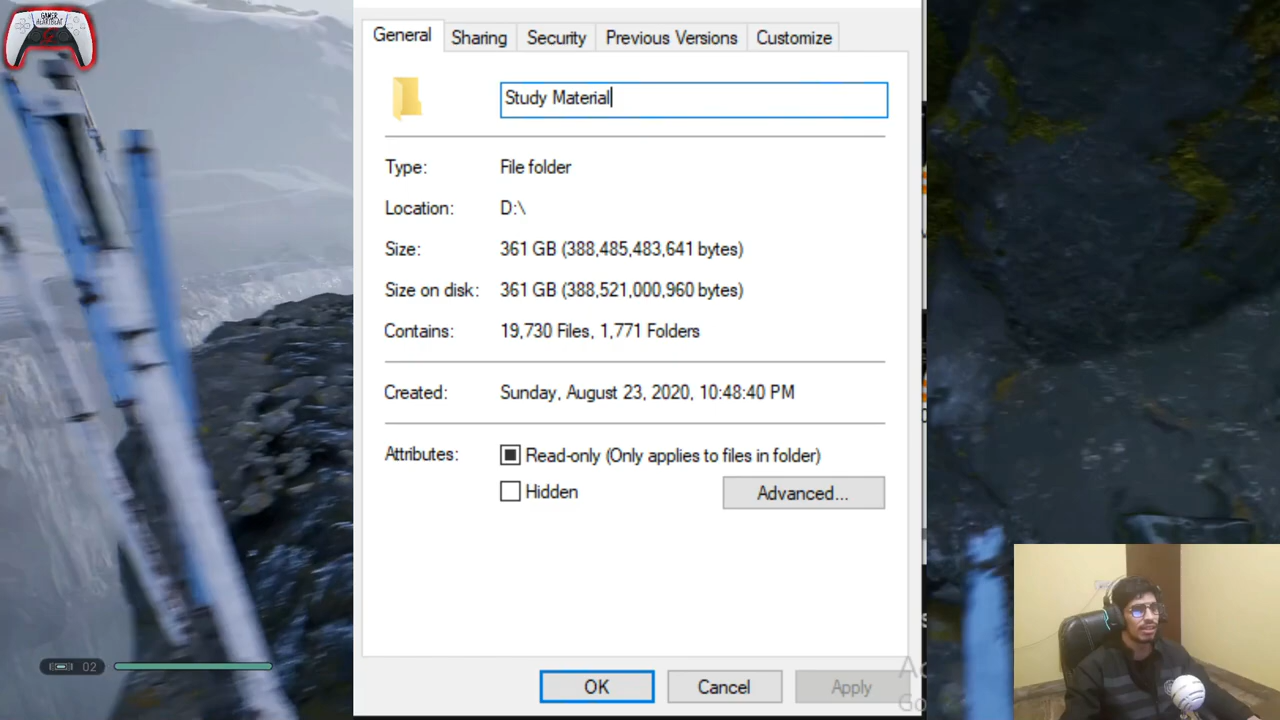 GAMER
HEARTBEAT
General
Sharing
Security
Previous Versions
Customize
Study Material
Type:
File folder
Location:
D:\
Size:
361 GB (388,485,483,641 bytes)
Size on disk:
361 GB (388,521,000,960 bytes)
Contains:
19,730 Files, 1,771 Folders
Created:
Sunday, August 23, 2020, 10:48:40 PM
Attributes:
Read-only (Only applies to files in folder)
Hidden
Advanced...
OK
Cancel
Apply
02